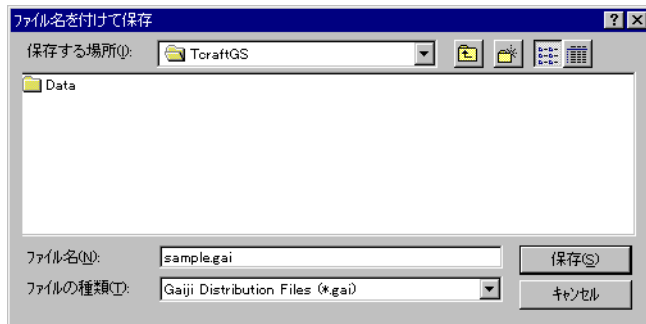 ファイル名を付けて保存
保存する場所(I): TcraftGS
Data
ファイル名(N): sample.gai 保存(S)
ファイルの種類(T): Gaiji Distribution Files (*.gai) キャンセル